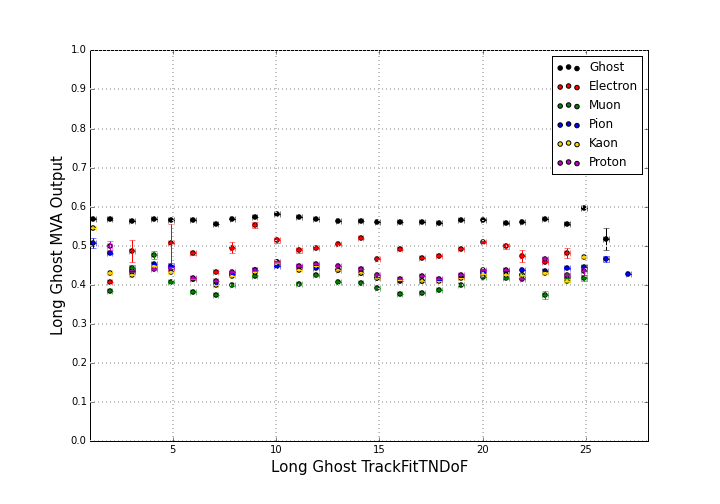 1.0
0.9
0.8
0.7
0.6
0.5
0.4
0.3
0.2
0.1
0.0
Long Ghost MVA Output
Ghost
Electron
Muon
Pion
Kaon
Proton
5
10
15
20
25
Long Ghost TrackFitTNDoF